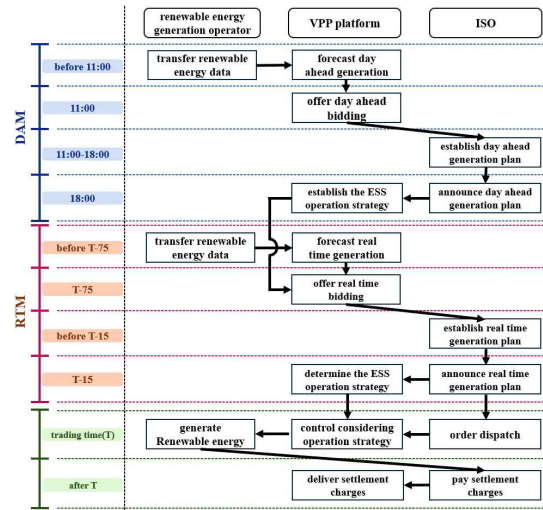 renewable energy
generation operator
VPP platform
ISO
DAM
before 11:00
transfer renewable
energy data
forecast day
ahead generation
11:00
offer day ahead
bidding
11:00-18:00
establish day ahead
generation plan
18:00
establish the ESS
operation strategy
announce day ahead
generation plan
RTM
before T-75
transfer renewable
energy data
forecast real
time generation
T-75
offer real time
bidding
before T-15
establish real time
generation plan
T-15
determine the ESS
operation strategy
announce real time
generation plan
trading time(T)
generate
Renewable energy
control considering
operation strategy
order dispatch
after T
deliver settlement
charges
pay settlement
charges